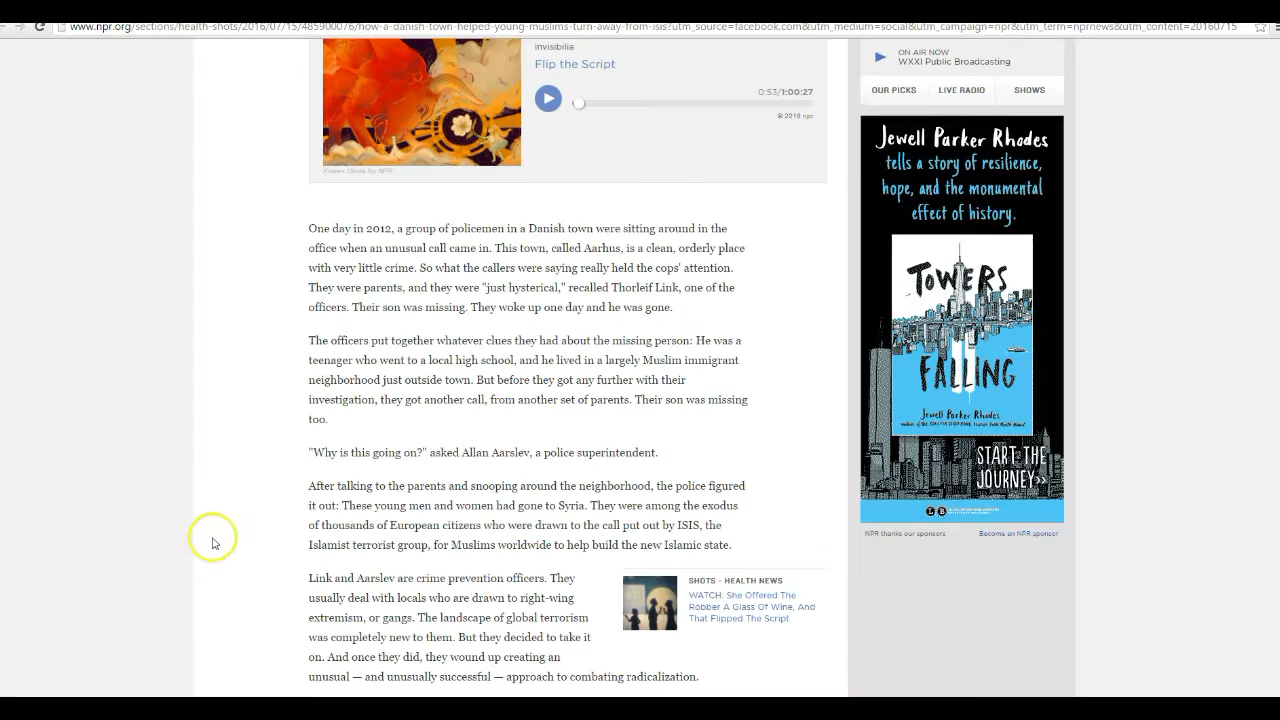 www.npr.org/sections/health-shots/2016/07/15/485900076/how-a-danish-town-helped-young-muslims-turn-away-from-isis?utm_source=facebook.com&utm_medium=social&utm_campaign=npr&utm_term=nprnews&utm_content=20160715
invisibilia
Flip the Script
0:53/1:00:27
© 2016 npr
for NPR
One day in 2012, a group of policemen in a Danish town were sitting around in the
office when an unusual call came in. This town, called Aarhus, is a clean, orderly place
with very little crime. So what the callers were saying really held the cops' attention.
They were parents, and they were "just hysterical," recalled Thorleif Link, one of the
officers. Their son was missing. They woke up one day and he was gone.
The officers put together whatever clues they had about the missing person: He was a
teenager who went to a local high school, and he lived in a largely Muslim immigrant
neighborhood just outside town. But before they got any further with their
investigation, they got another call, from another set of parents. Their son was missing
too.
"Why is this going on?" asked Allan Aarslev, a police superintendent.
After talking to the parents and snooping around the neighborhood, the police figured
it out: These young men and women had gone to Syria. They were among the exodus
of thousands of European citizens who were drawn to the call put out by ISIS, the
Islamist terrorist group, for Muslims worldwide to help build the new Islamic state.
Link and Aarslev are crime prevention officers. They
usually deal with locals who are drawn to right-wing
extremism, or gangs. The landscape of global terrorism
was completely new to them. But they decided to take it
on. And once they did, they wound up creating an
unusual — and unusually successful — approach to combating radicalization.
SHOTS - HEALTH NEWS
WATCH: She Offered The
Robber A Glass Of Wine, And
That Flipped The Script
ON AIR NOW
WXXI Public Broadcasting
OUR PICKS LIVE RADIO SHOWS
Jewell Parker Rhodes
tells a story of resilience,
hope, and the monumental
effect of history.
TOWERS
FALLING
Jewell Parker Rhodes
START THE
JOURNEY>>
LB
NPR thanks our sponsors
Become an NPR sponsor